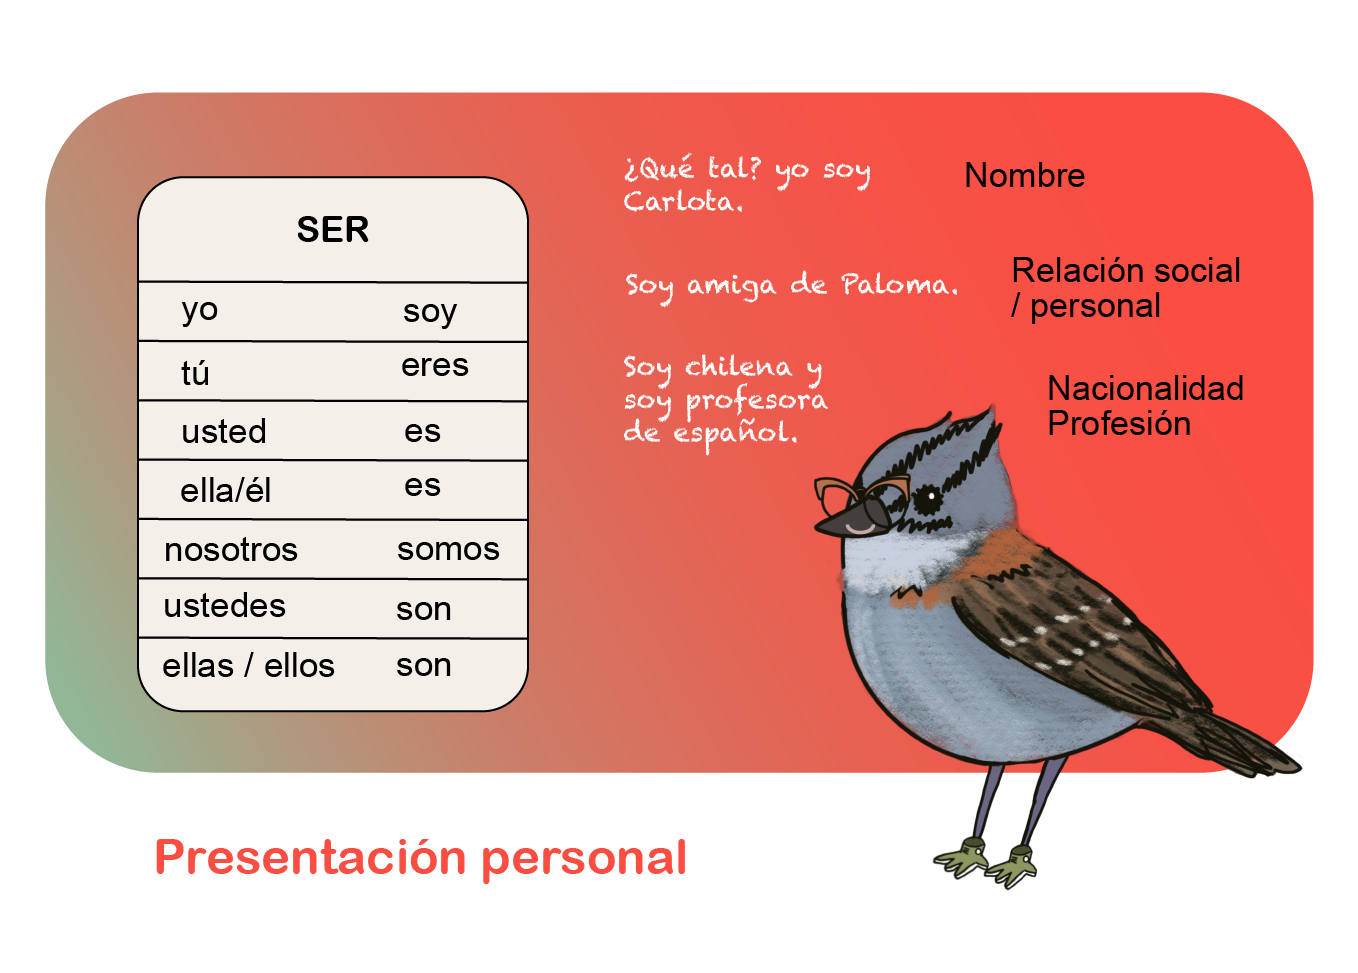 SER
yo soy
tú eres
usted es
ella/él es
nosotros somos
ustedes son
ellas / ellos son
¿Qué tal? yo soy
Carlota.
Nombre
Soy amiga de Paloma.
Relación social
/ personal
Soy chilena y
soy profesora
de español.
Nacionalidad
Profesión
Presentación personal